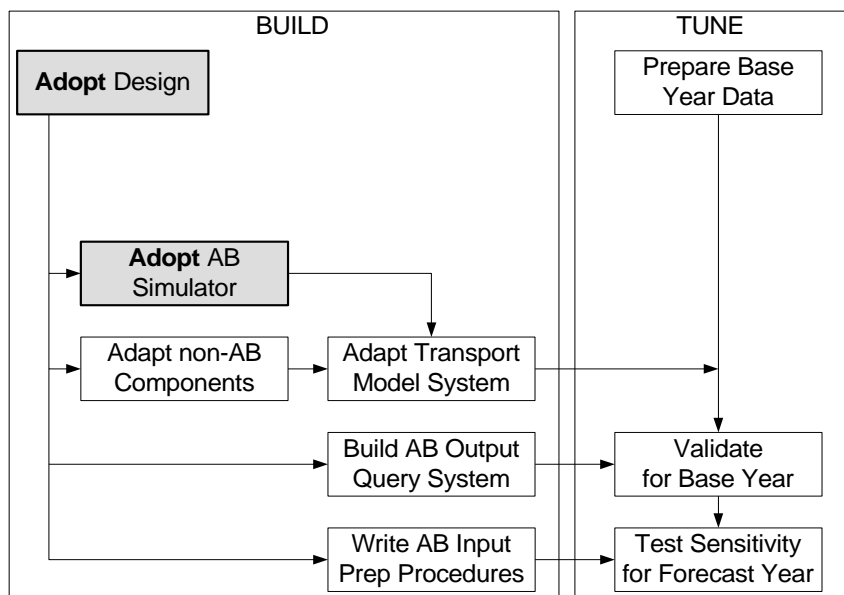 BUILD
TUNE
Adopt Design
Prepare Base
Year Data
Adopt AB
Simulator
Adapt non-AB
Components
Adapt Transport
Model System
Build AB Output
Query System
Validate
for Base Year
Write AB Input
Prep Procedures
Test Sensitivity
for Forecast Year